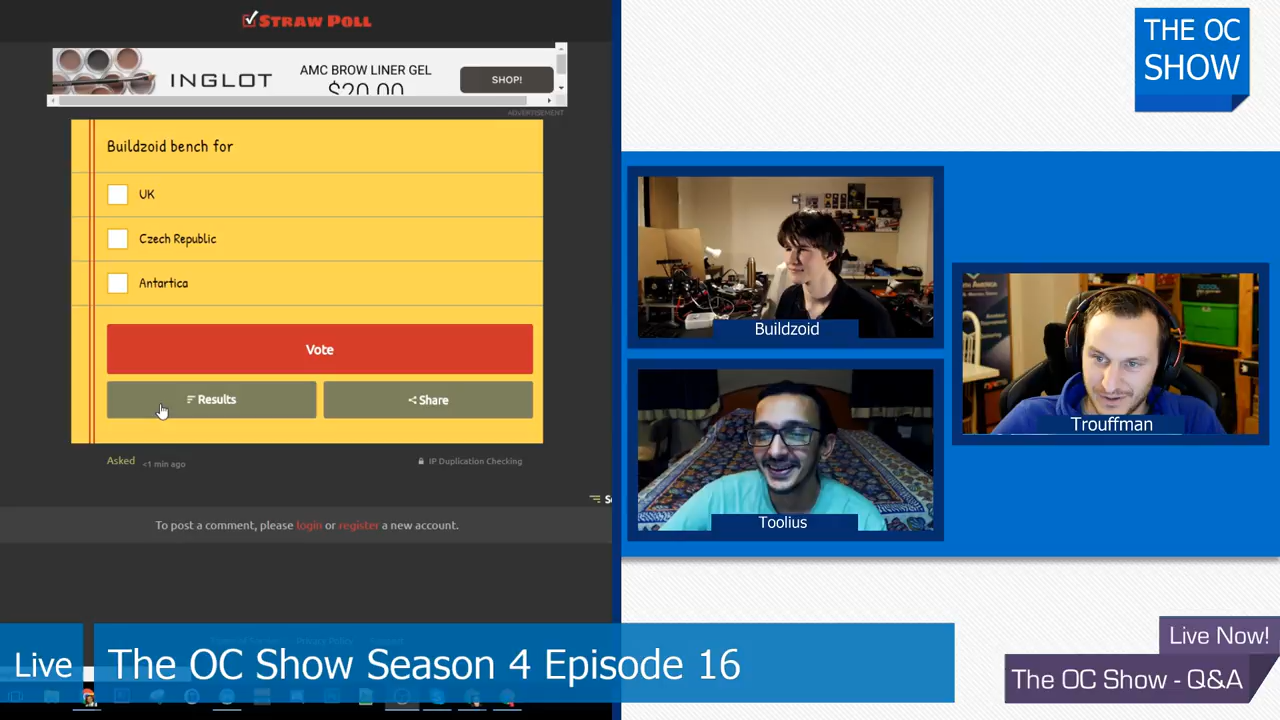 STRAW POLL
INGLOT
AMC BROW LINER GEL
$20.00
SHOP!
ADVERTISEMENT
Buildzoid bench for
UK
Czech Republic
Antartica
Vote
Results
Share
Asked <1 min ago
IP Duplication Checking
To post a comment, please login or register a new account.
THE OC
SHOW
Buildzoid
Trouffman
Toolius
Live
The OC Show Season 4 Episode 16
Live Now!
The OC Show - Q&A